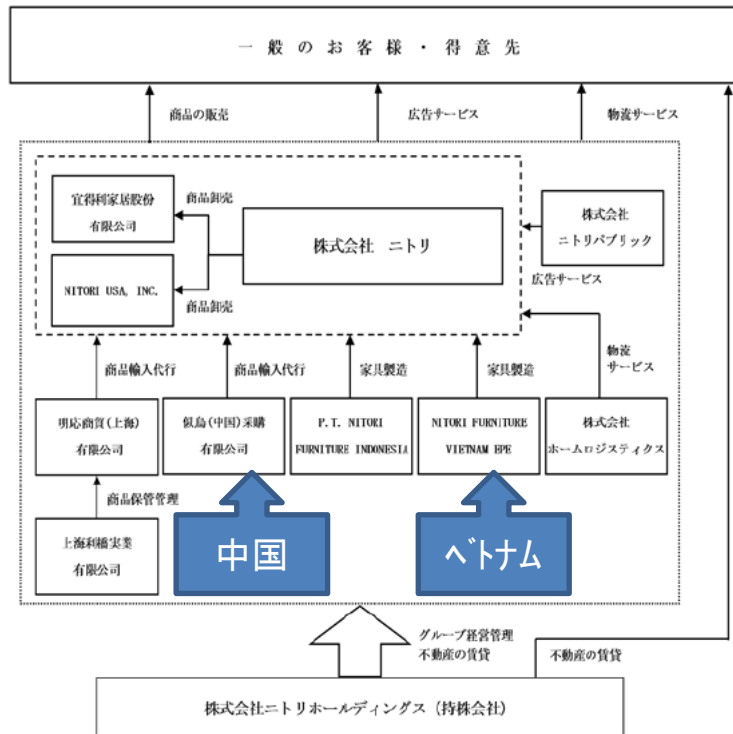 一般のお客様・得意先
商品の販売
広告サービス
物流サービス
宜得利家居股份
有限公司
商品卸売
株式会社 ニトリ
株式会社
ニトリパブリック
NITORI USA, INC.
商品卸売
広告サービス
商品輸入代行
商品輸入代行
家具製造
家具製造
物流
サービス
明応商貿(上海)
有限公司
似鳥(中国)采購
有限公司
P.T. NITORI
FURNITURE INDONESIA
NITORI FURNITURE
VIETNAM EPE
株式会社
ホームロジスティクス
商品保管管理
上海利橋実業
有限公司
中国
ベトナム
グループ経営管理
不動産の賃貸
不動産の賃貸
株式会社ニトリホールディングス(持株会社)